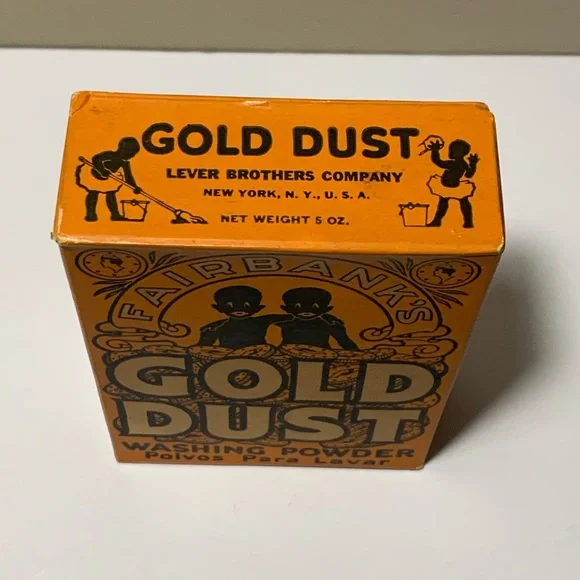 GOLD DUST
LEVER BROTHERS COMPANY
NEW YORK, N. Y., U. S. A.
NET WEIGHT 5 OZ.
FAIRBANK'S
GOLD
DUST
WASHING POWDER
Polvos Para Lavar